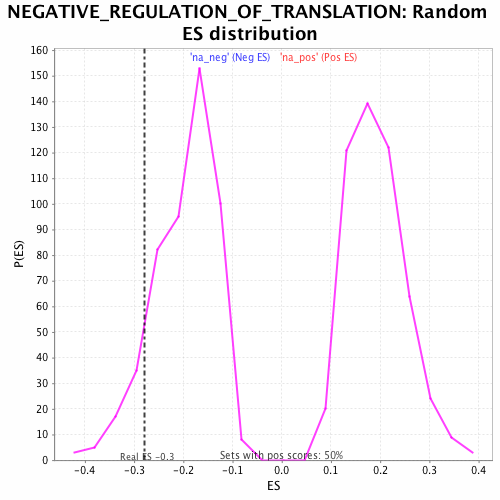 NEGATIVE_REGULATION_OF_TRANSLATION: Random
ES distribution
'na_neg' (Neg ES) 'na_pos' (Pos ES)
160
150
140
130
120
110
100
90
80
70
60
50
40
30
20
10
0
P(ES)
Real ES -0.3
Sets with pos scores: 50%
-0.4 -0.3 -0.2 -0.1 0.0 0.1 0.2 0.3 0.4
ES